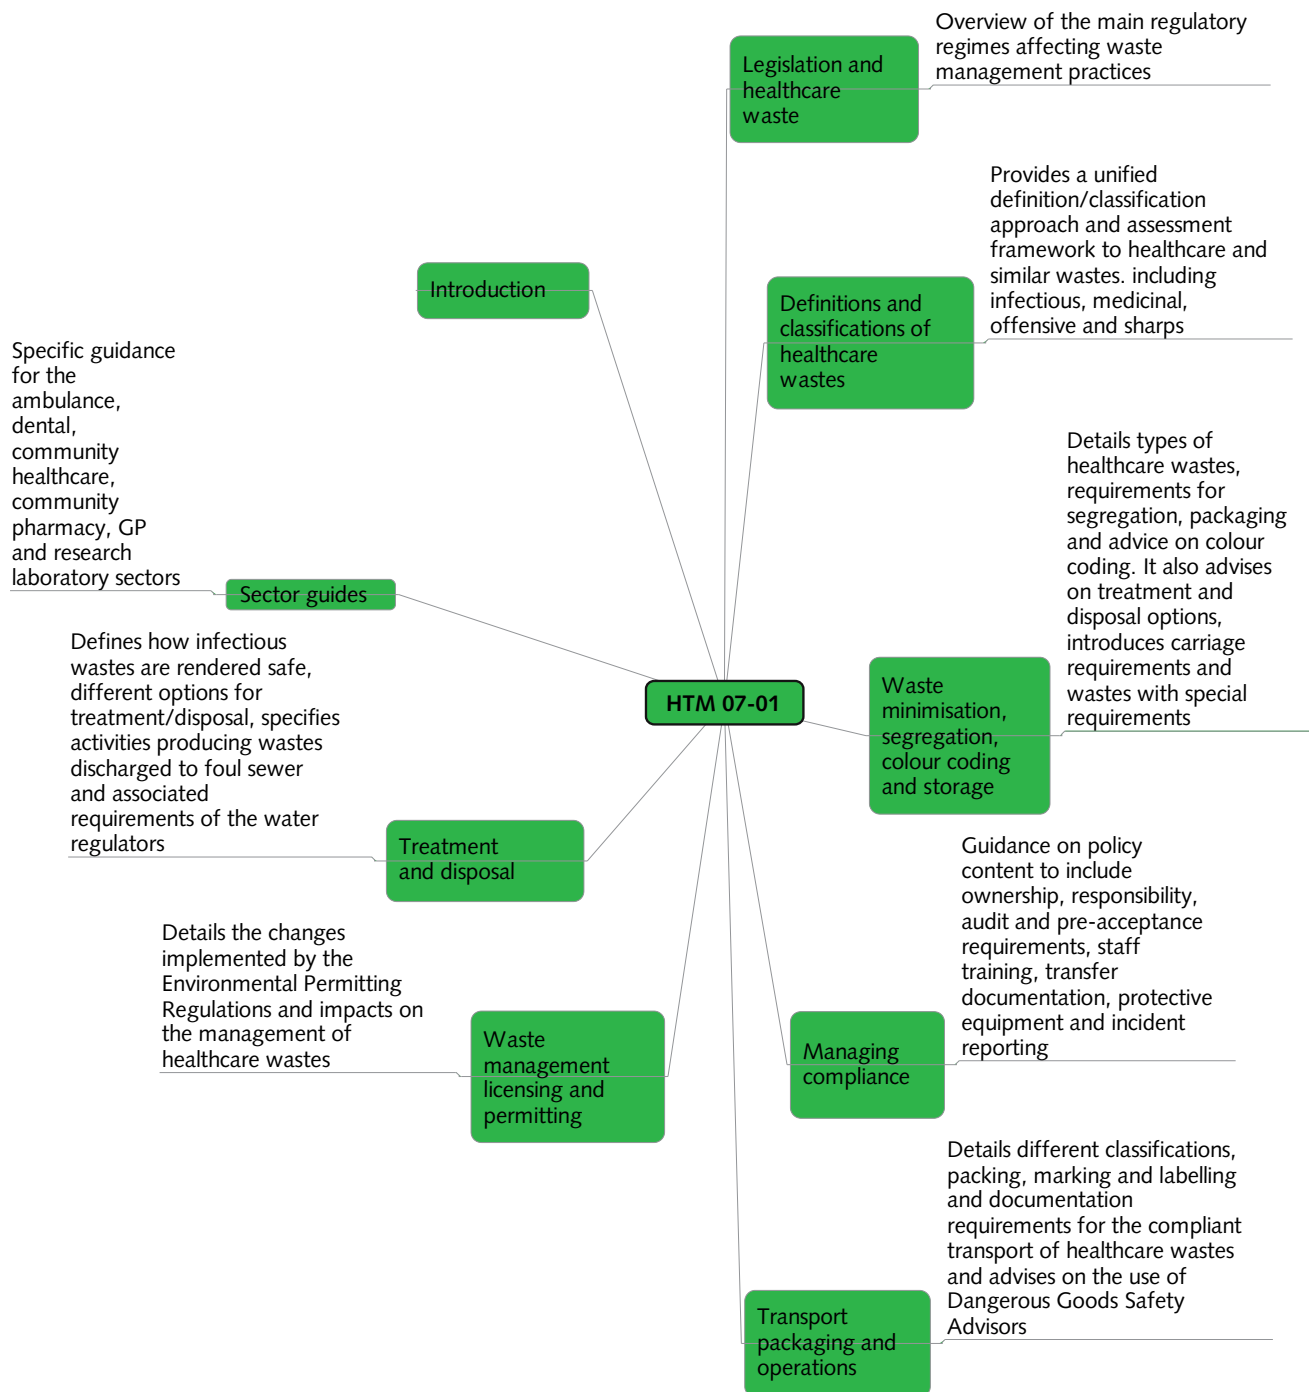 Overview of the main regulatory
regimes affecting waste
management practices
Legislation and
healthcare
waste
Provides a unified
definition/classification
approach and assessment
framework to healthcare and
similar wastes. including
infectious, medicinal,
offensive and sharps
Definitions and
classifications of
healthcare
wastes
Introduction
Specific guidance
for the
ambulance,
dental,
community
healthcare,
community
pharmacy, GP
and research
laboratory sectors
Sector guides
Details types of
healthcare wastes,
requirements for
segregation, packaging
and advice on colour
coding. It also advises
on treatment and
disposal options,
introduces carriage
requirements and
wastes with special
requirements
Waste
minimisation,
segregation,
colour coding
and storage
HTM 07-01
Defines how infectious
wastes are rendered safe,
different options for
treatment/disposal, specifies
activities producing wastes
discharged to foul sewer
and associated
requirements of the water
regulators
Treatment
and disposal
Guidance on policy
content to include
ownership, responsibility,
audit and pre-acceptance
requirements, staff
training, transfer
documentation, protective
equipment and incident
reporting
Managing
compliance
Details the changes
implemented by the
Environmental Permitting
Regulations and impacts on
the management of
healthcare wastes
Waste
management
licensing and
permitting
Details different classifications,
packing, marking and labelling
and documentation
requirements for the compliant
transport of healthcare wastes
and advises on the use of
Dangerous Goods Safety
Advisors
Transport
packaging and
operations